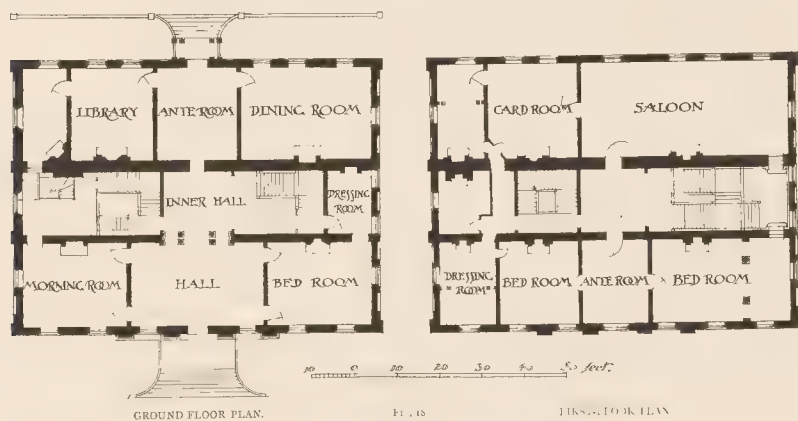 LIBRARY
ANTE ROOM
DINING ROOM
INNER HALL
DRESSING
ROOM
MORNING ROOM
HALL
BED ROOM
CARD ROOM
SALOON
DRESSING
ROOM
BED ROOM
ANTE ROOM
BED ROOM
10 0 10 20 30 40 50 feet.
GROUND FLOOR PLAN.
PLAN